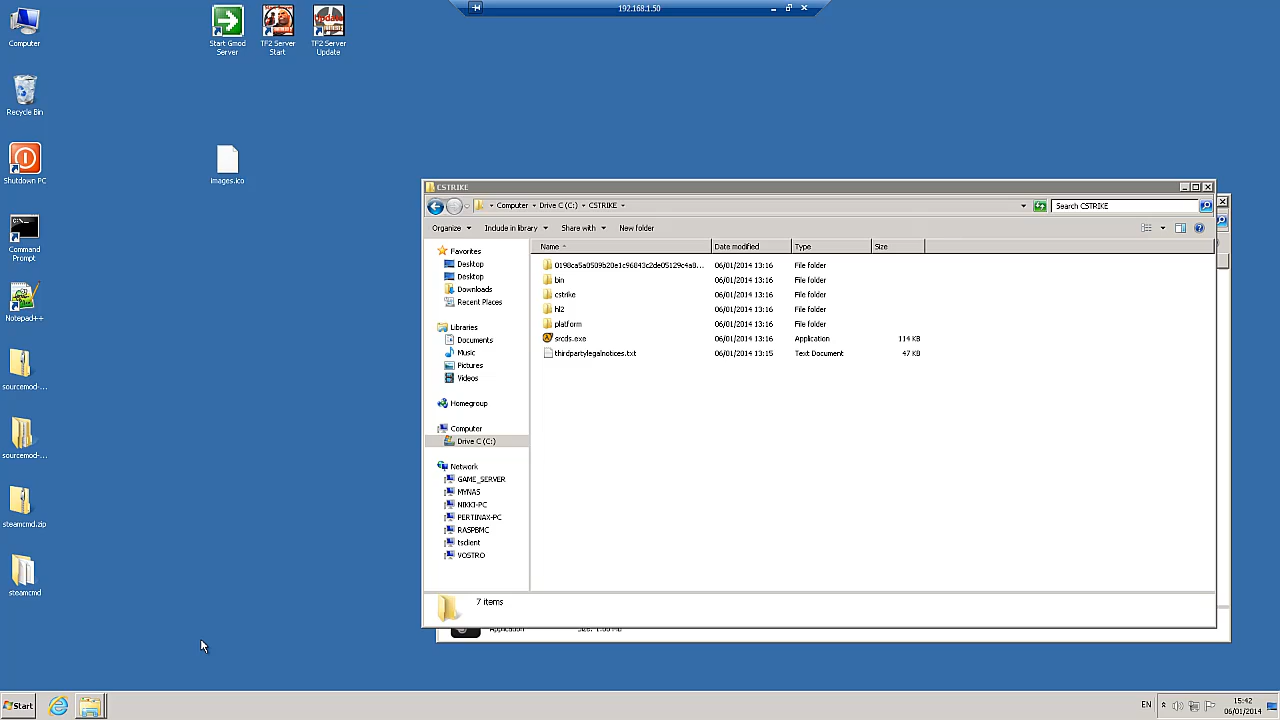 192.168.1.50
Computer
Start Gmod Server
TF2 Server Start
TF2 Server Update
Recycle Bin
Shutdown PC
images.ico
Command Prompt
Notepad++
sourcemod-...
sourcemod-...
steamcmd.zip
steamcmd
CSTRIKE
Computer Drive C (C:) CSTRIKE
Search CSTRIKE
Organize Include in library Share with New folder
Favorites
Desktop
Desktop
Downloads
Recent Places
Libraries
Documents
Music
Pictures
Videos
Homegroup
Computer
Drive C (C:)
Network
GAME_SERVER
MYNAS
NIKKI-PC
PERTINAX-PC
RASPBMC
tsclient
VOSTRO
Name Date modified Type Size
06/01/2014 13:16 File folder
bin 06/01/2014 13:16 File folder
cstrike 06/01/2014 13:16 File folder
hl2 06/01/2014 13:16 File folder
platform 06/01/2014 13:16 File folder
srcds.exe 06/01/2014 13:16 Application 114 KB
thirdpartylegalnotices.txt 06/01/2014 13:15 Text Document 47 KB
7 items
Application
Start
EN
15:42
06/01/2014